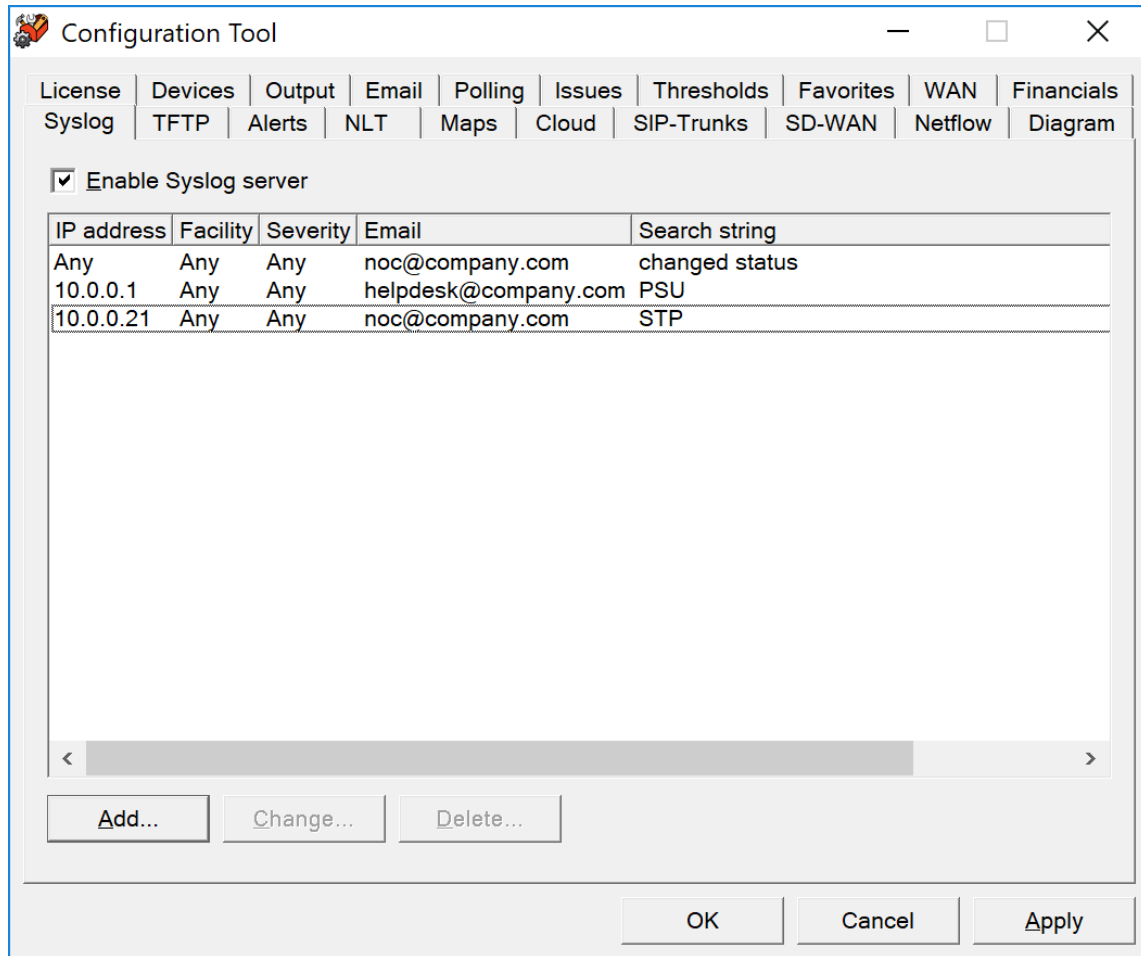 Configuration Tool
License Devices Output Email Polling Issues Thresholds Favorites WAN Financials
Syslog TFTP Alerts NLT Maps Cloud SIP-Trunks SD-WAN Netflow Diagram
Enable Syslog server
IP address Facility Severity Email Search string
Any Any Any noc@company.com changed status
10.0.0.1 Any Any helpdesk@company.com PSU
10.0.0.21 Any Any noc@company.com STP
Add... Change... Delete...
OK Cancel Apply